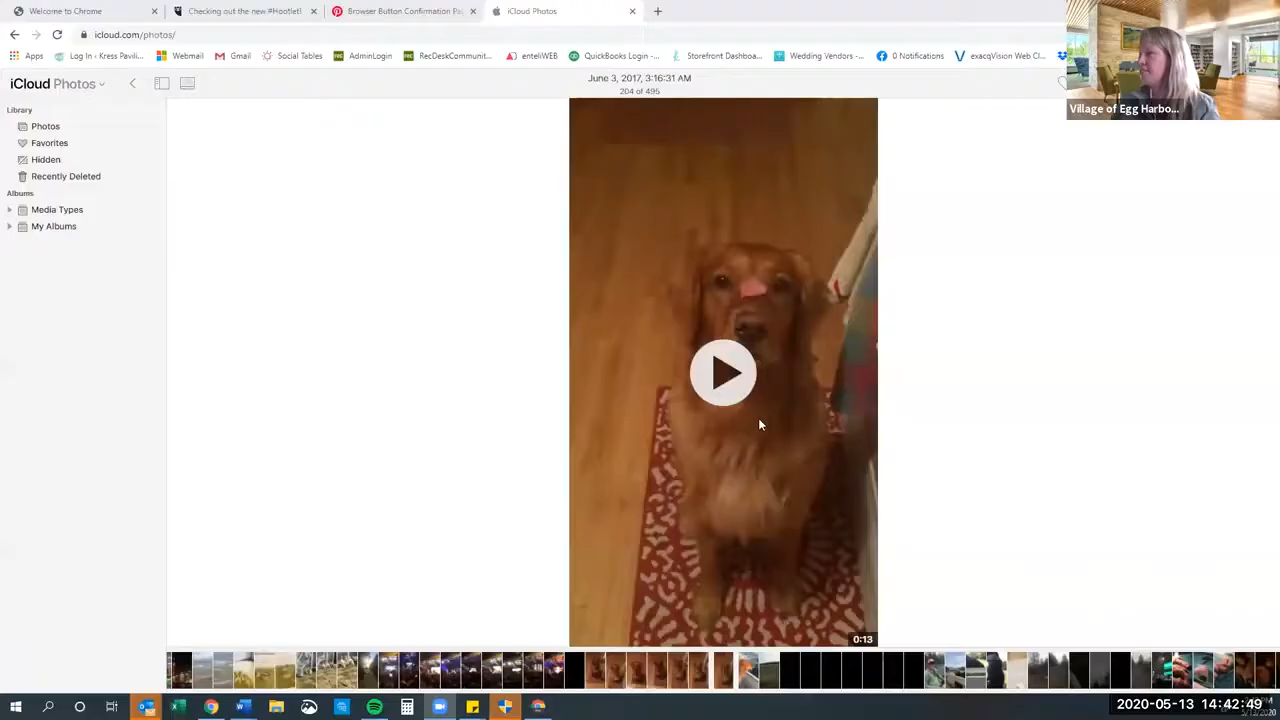 Welcome to Chrome
Checking out the new #Hootlet!
Browser Button Confirmation Pa
iCloud Photos
icloud.com/photos/
Apps
Log In ‹ Kress Pavili...
Webmail
Gmail
Social Tables
AdminLogin
RecDeskCommunit...
enteliWEB
QuickBooks Login -...
Storefront Dashboa...
Wedding Vendors -...
0 Notifications
exacqVision Web Cl...
Village of Egg Harbo...
iCloud Photos
June 3, 2017, 3:16:31 AM
204 of 495
Library
Photos
Favorites
Hidden
Recently Deleted
Albums
Media Types
My Albums
0:13
2020-05-13 14:42:49